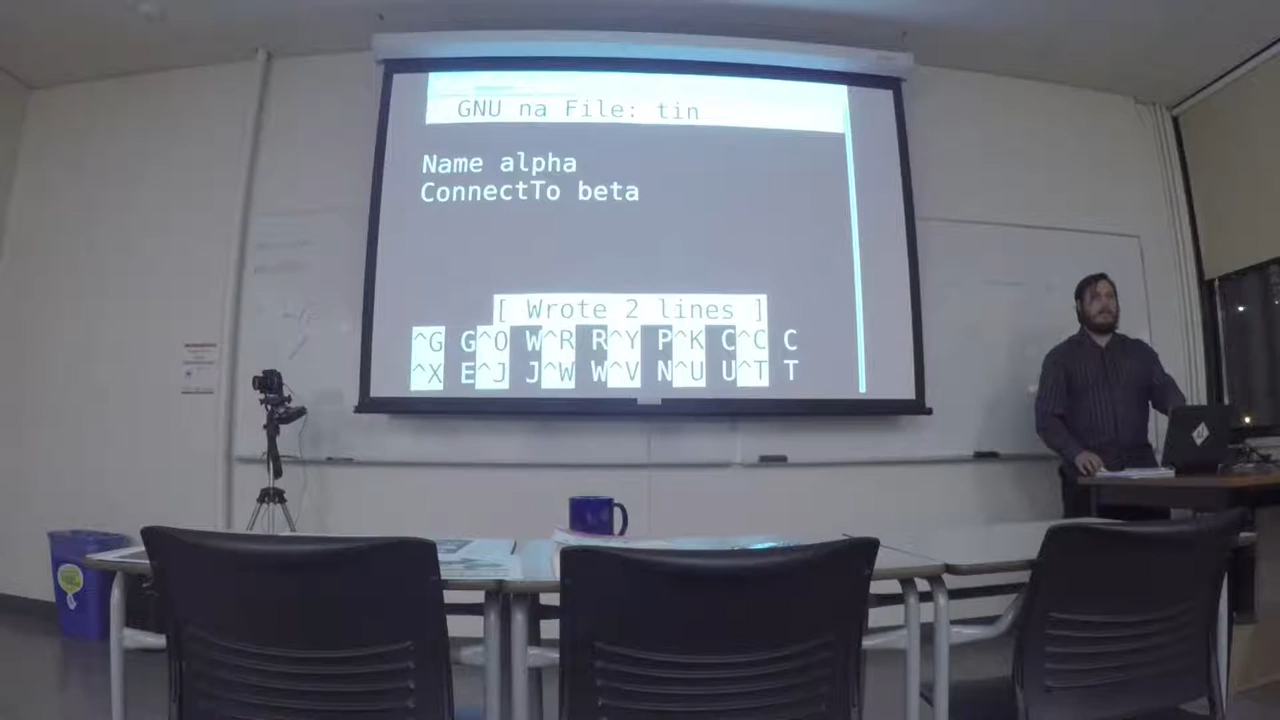 GNU na File: tin
Name alpha
ConnectTo beta
[ Wrote 2 lines ]
^G G^O W^R R^Y P^K C^C C
^X E^J J^W W^V N^U U^T T